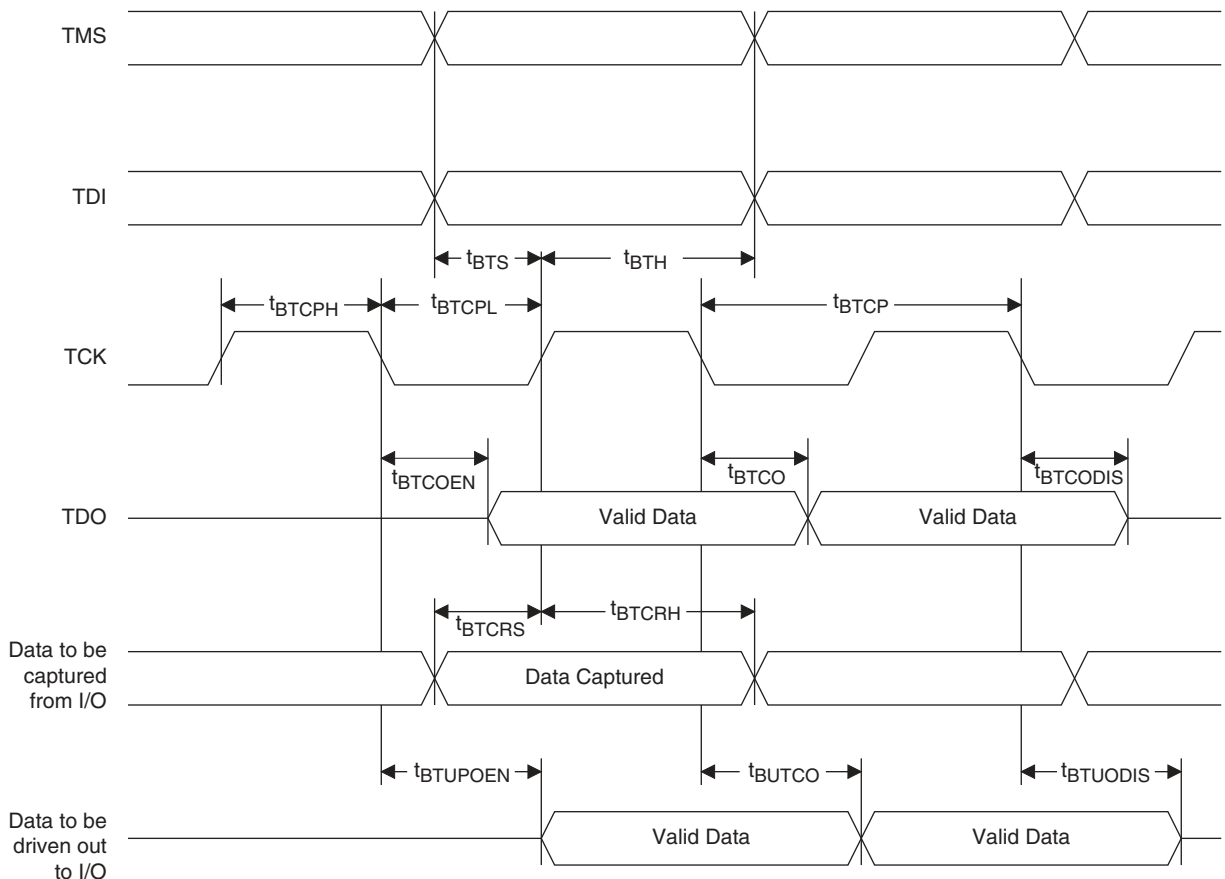 TMS
TDI
tBTS
tBTH
tBTCPH
tBTCPL
tBTCP
TCK
tBTCOEN
tBTCO
tBTCODIS
TDO
Valid Data
Valid Data
tBTCRS
tBTCRH
Data to be
captured
from I/O
Data Captured
tBTUPOEN
tBUTCO
tBTUODIS
Data to be
driven out
to I/O
Valid Data
Valid Data